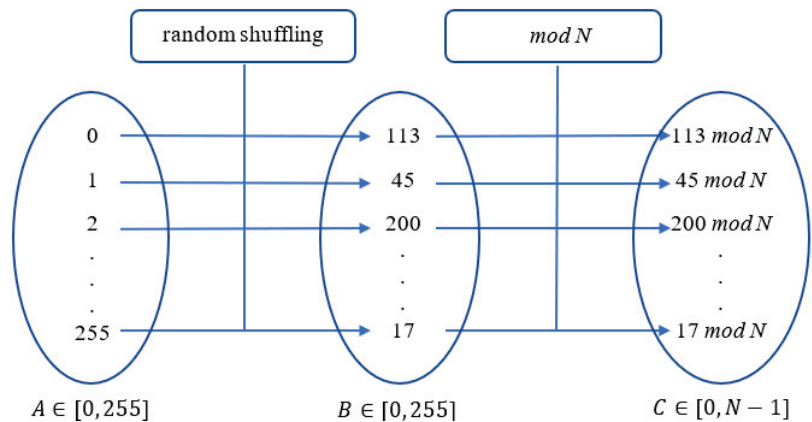 random shuffling mod N
0 113 113 mod N
1 45 45 mod N
2 200 200 mod N
. . .
. . .
. . .
255 17 17 mod N
A ∈ [0,255] B ∈ [0,255] C ∈ [0, N − 1]